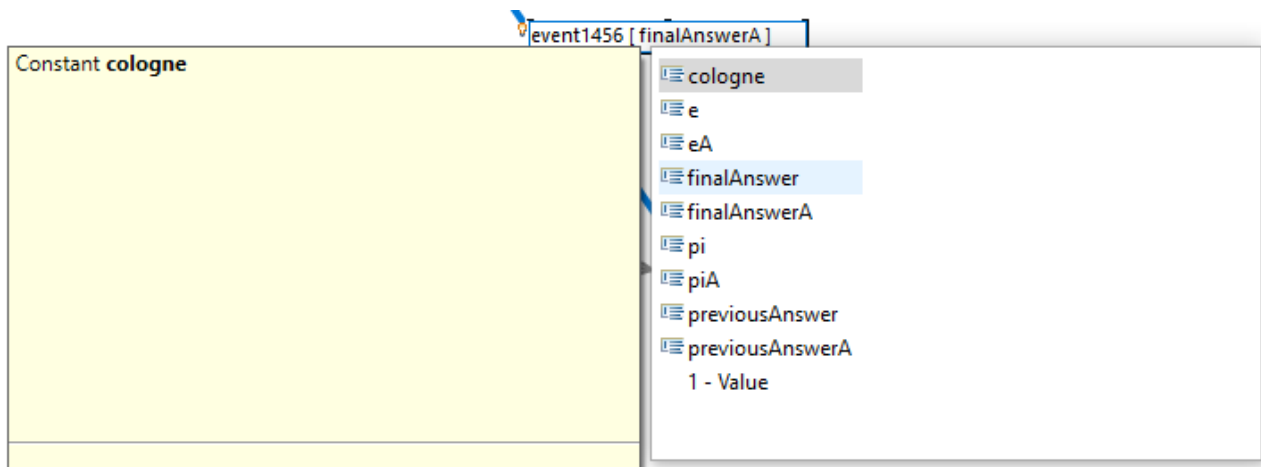 event1456 [ finalAnswerA ]
Constant cologne
cologne
e
eA
finalAnswer
finalAnswerA
pi
piA
previousAnswer
previousAnswerA
1 - Value